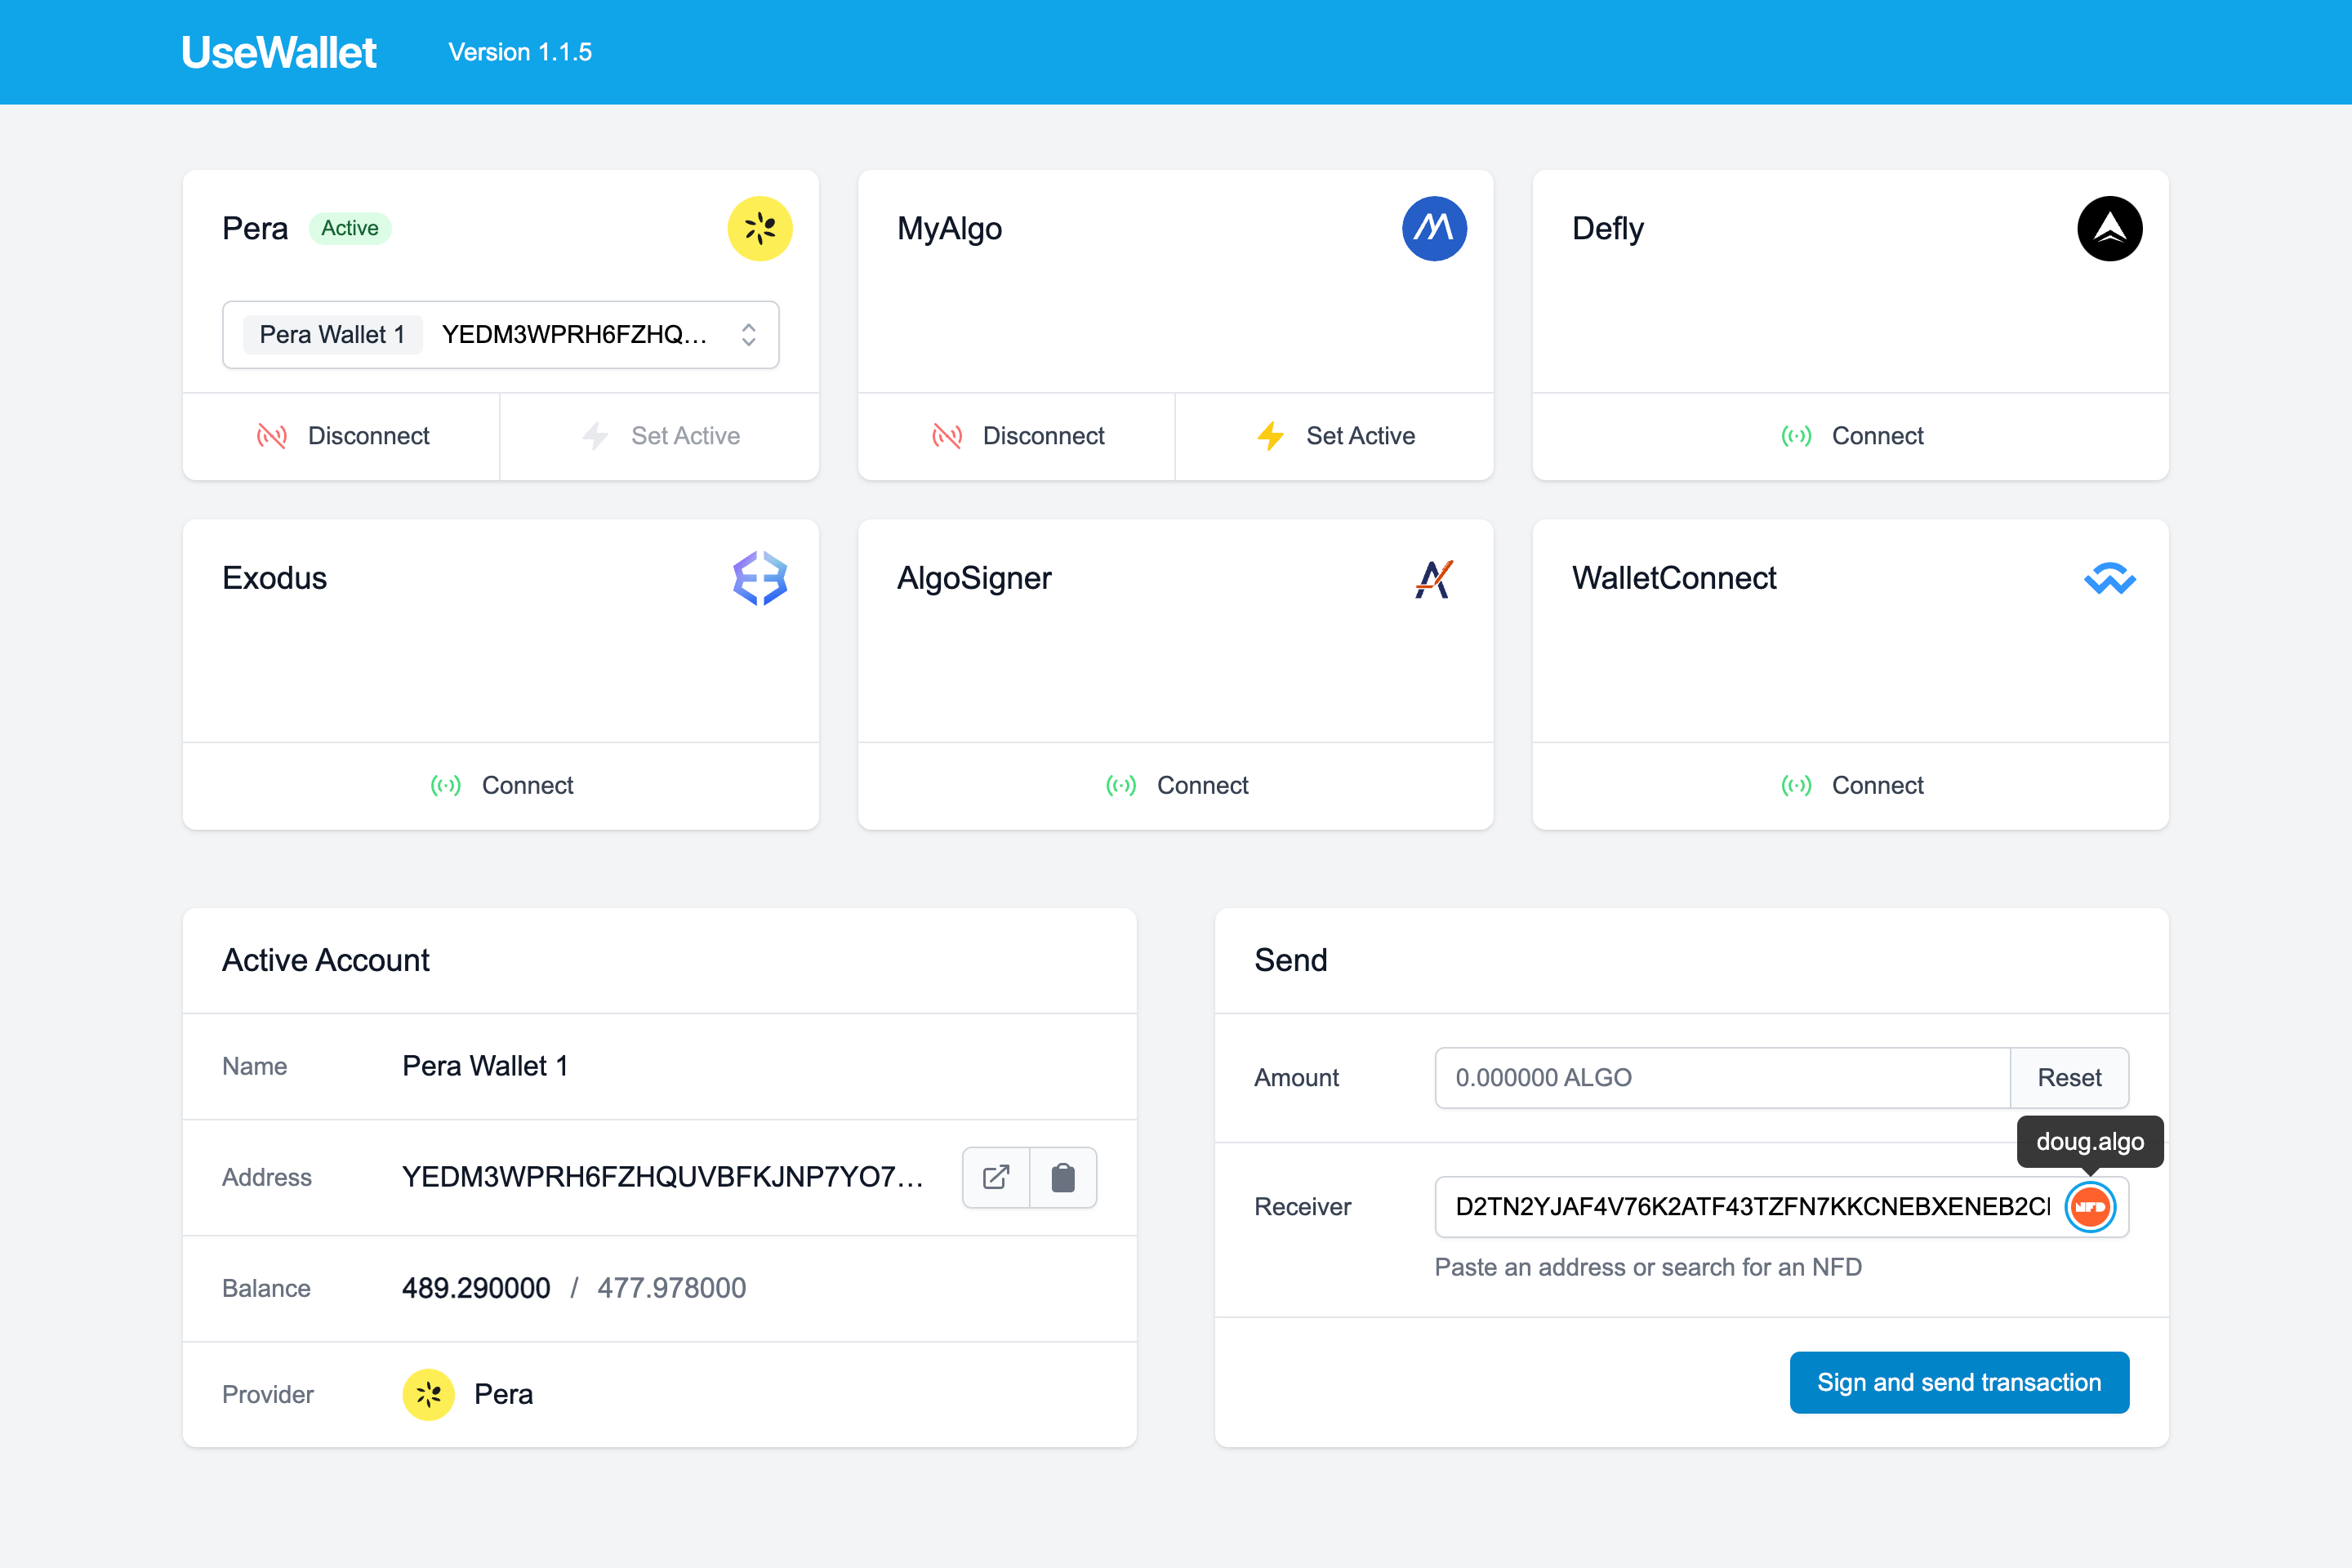 UseWallet Version 1.1.5
Pera Active
Pera Wallet 1 YEDM3WPRH6FZHQ...
Disconnect Set Active
MyAlgo
Disconnect Set Active
Defly
Connect
Exodus
Connect
AlgoSigner
Connect
WalletConnect
Connect
Active Account
Name Pera Wallet 1
Address YEDM3WPRH6FZHQUVBFKJNP7YO7...
Balance 489.290000 / 477.978000
Provider Pera
Send
Amount 0.000000 ALGO Reset
doug.algo
Receiver D2TN2YJAF4V76K2ATF43TZFN7KKCNEBXENEB2C NFD
Paste an address or search for an NFD
Sign and send transaction